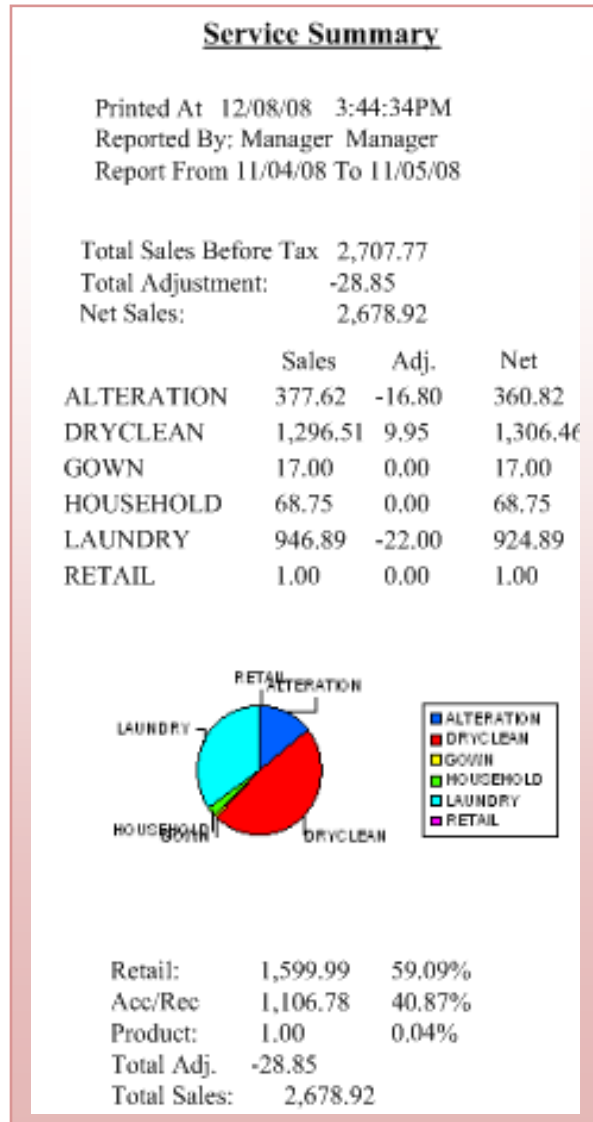 Service Summary
Printed At 12/08/08 3:44:34PM
Reported By: Manager Manager
Report From 11/04/08 To 11/05/08
Total Sales Before Tax 2,707.77
Total Adjustment: -28.85
Net Sales: 2,678.92
Sales Adj. Net
ALTERATION 377.62 -16.80 360.82
DRYCLEAN 1,296.51 9.95 1,306.46
GOWN 17.00 0.00 17.00
HOUSEHOLD 68.75 0.00 68.75
LAUNDRY 946.89 -22.00 924.89
RETAIL 1.00 0.00 1.00
RETAIL
ALTERATION
LAUNDRY
HOUSEHOLD
GOWN
DRYCLEAN
ALTERATION
DRYCLEAN
GOWN
HOUSEHOLD
LAUNDRY
RETAIL
Retail: 1,599.99 59.09%
Acc/Rec 1,106.78 40.87%
Product: 1.00 0.04%
Total Adj. -28.85
Total Sales: 2,678.92